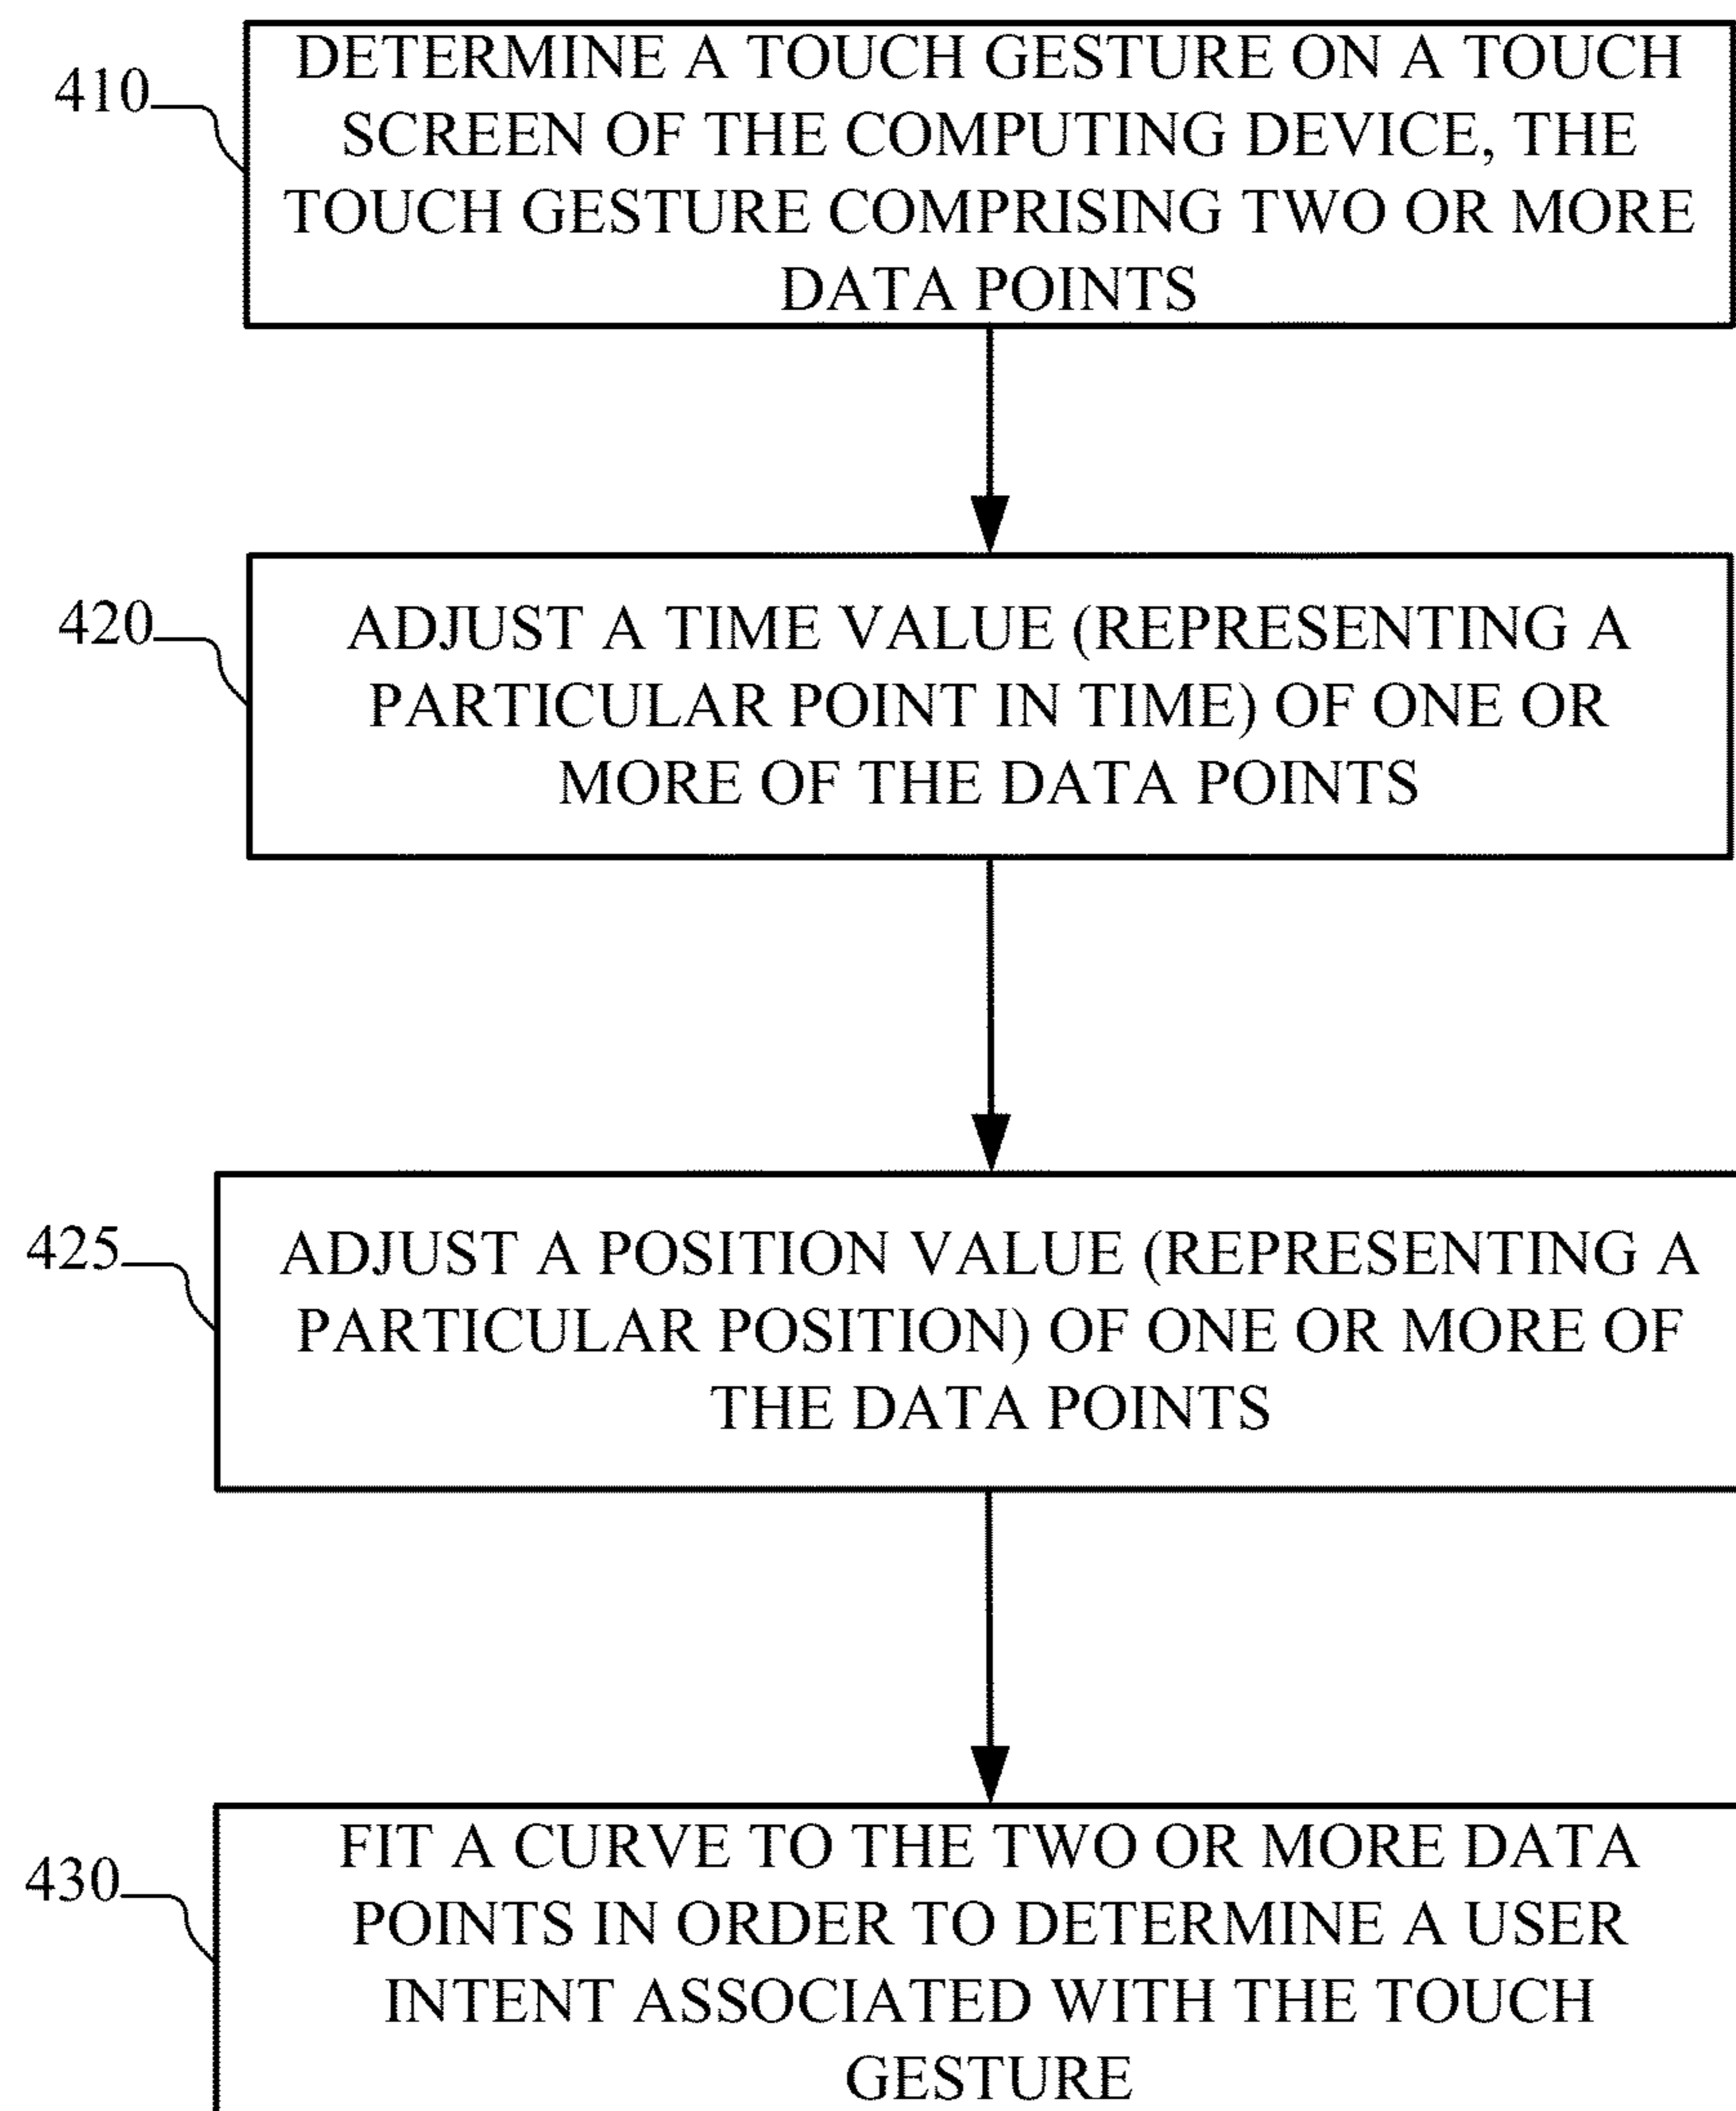 410
DETERMINE A TOUCH GESTURE ON A TOUCH
SCREEN OF THE COMPUTING DEVICE, THE
TOUCH GESTURE COMPRISING TWO OR MORE
DATA POINTS
420
ADJUST A TIME VALUE (REPRESENTING A
PARTICULAR POINT IN TIME) OF ONE OR
MORE OF THE DATA POINTS
425
ADJUST A POSITION VALUE (REPRESENTING A
PARTICULAR POSITION) OF ONE OR MORE OF
THE DATA POINTS
430
FIT A CURVE TO THE TWO OR MORE DATA
POINTS IN ORDER TO DETERMINE A USER
INTENT ASSOCIATED WITH THE TOUCH
GESTURE